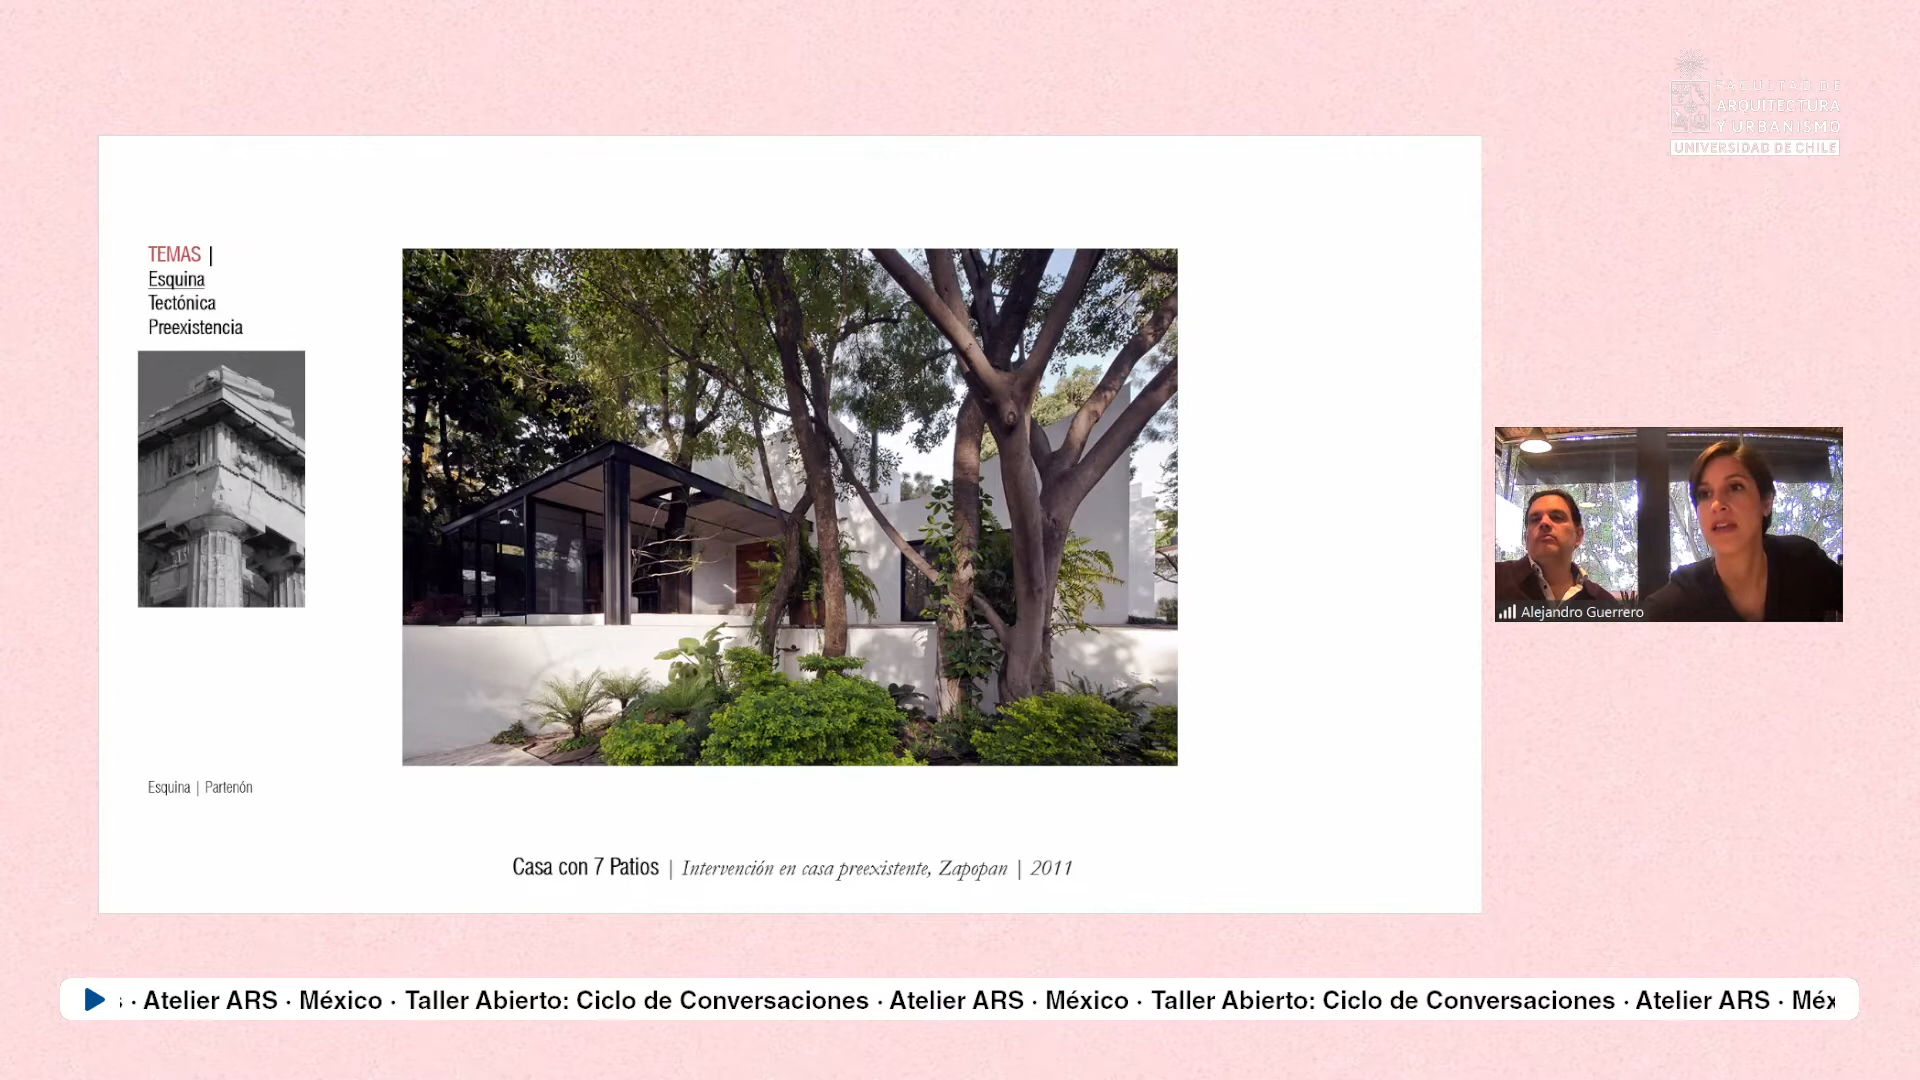 FACULTAD DE
ARQUITECTURA
Y URBANISMO
UNIVERSIDAD DE CHILE
TEMAS |
Esquina
Tectónica
Preexistencia
Alejandro Guerrero
Esquina | Partenón
Casa con 7 Patios | Intervención en casa preexistente, Zapopan | 2011
· Atelier ARS · México · Taller Abierto: Ciclo de Conversaciones · Atelier ARS · México · Taller Abierto: Ciclo de Conversaciones · Atelier ARS · Méx